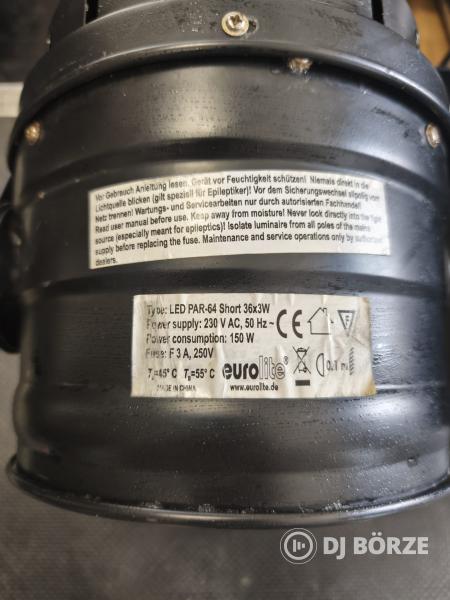 Vor Gebrauch Anleitung lesen. Gerät vor Feuchtigkeit schützen! Niemals direkt in die
Lichtquelle blicken (gilt speziell für Epileptiker)! Vor dem Sicherungswechsel allpolig vom
Netz trennen! Wartungs- und Servicearbeiten nur durch autorisierten Fachhandel!
Read user manual before use. Keep away from moisture! Never look directly into the light
source (especially meant for epileptics)! Isolate luminaire from all poles of the mains
supply before replacing the fuse. Maintenance and service operations only by authorized
dealers.
Type: LED PAR-64 Short 36x3W
Power supply: 230 V AC, 50 Hz ~ CE F
Power consumption: 150 W
Fuse: F 3 A, 250V
Ta=45° C TB=55° C eurolite® 0,1 m
MADE IN CHINA www.eurolite.de
DJ BÖRZE